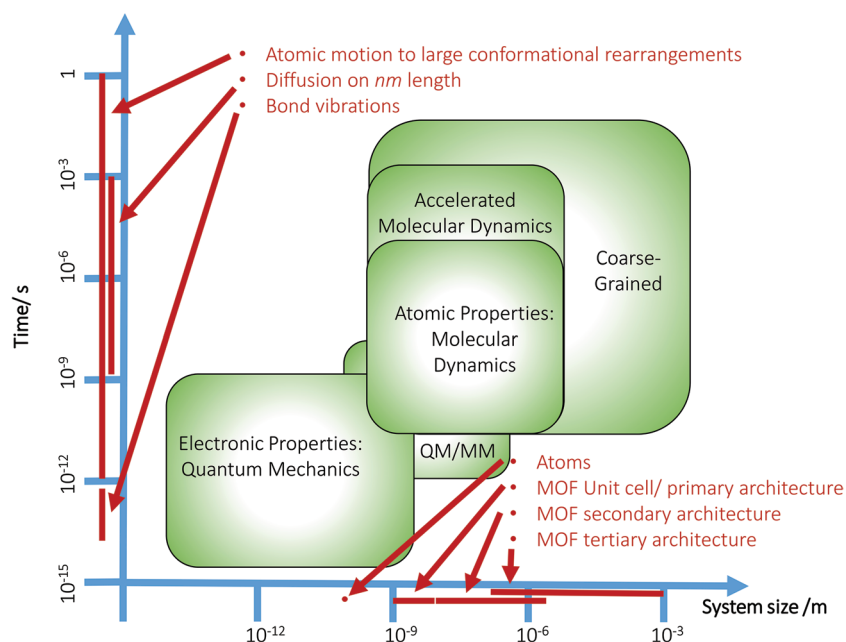 • Atomic motion to large conformational rearrangements
• Diffusion on nm length
• Bond vibrations
Time/ s
1
10-3
10-6
10-9
10-12
10-15
Accelerated
Molecular Dynamics
Coarse-
Grained
Atomic Properties:
Molecular
Dynamics
Electronic Properties:
Quantum Mechanics
QM/MM
• Atoms
• MOF Unit cell/ primary architecture
• MOF secondary architecture
• MOF tertiary architecture
System size /m
10-12
10-9
10-6
10-3